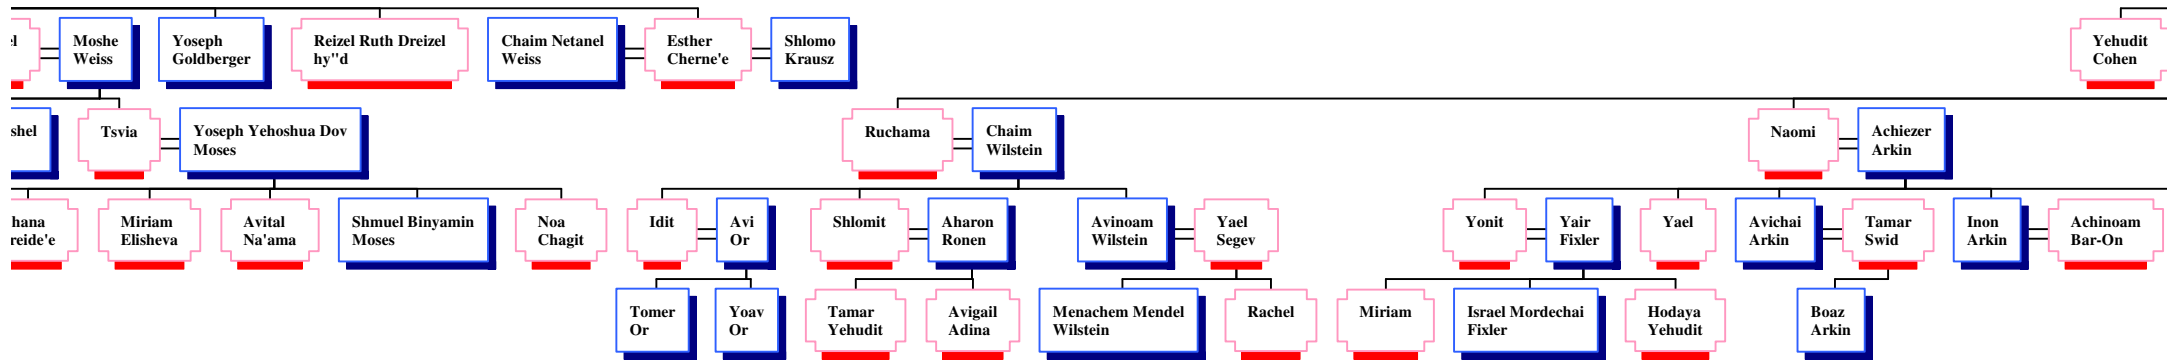 el
Moshe
Weiss
Yoseph
Goldberger
Reizel Ruth Dreizel
hy"d
Chaim Netanel
Weiss
Esther
Cherne'e
Shlomo
Krausz
Yehudit
Cohen
shel
Tsvia
Yoseph Yehoshua Dov
Moses
Ruchama
Chaim
Wilstein
Naomi
Achiezer
Arkin
hana
reide'e
Miriam
Elisheva
Avital
Na'ama
Shmuel Binyamin
Moses
Noa
Chagit
Idit
Avi
Or
Shlomit
Aharon
Ronen
Avinoam
Wilstein
Yael
Segev
Yonit
Yair
Fixler
Yael
Avichai
Arkin
Tamar
Swid
Inon
Arkin
Achinoam
Bar-On
Tomer
Or
Yoav
Or
Tamar
Yehudit
Avigail
Adina
Menachem Mendel
Wilstein
Rachel
Miriam
Israel Mordechai
Fixler
Hodaya
Yehudit
Boaz
Arkin